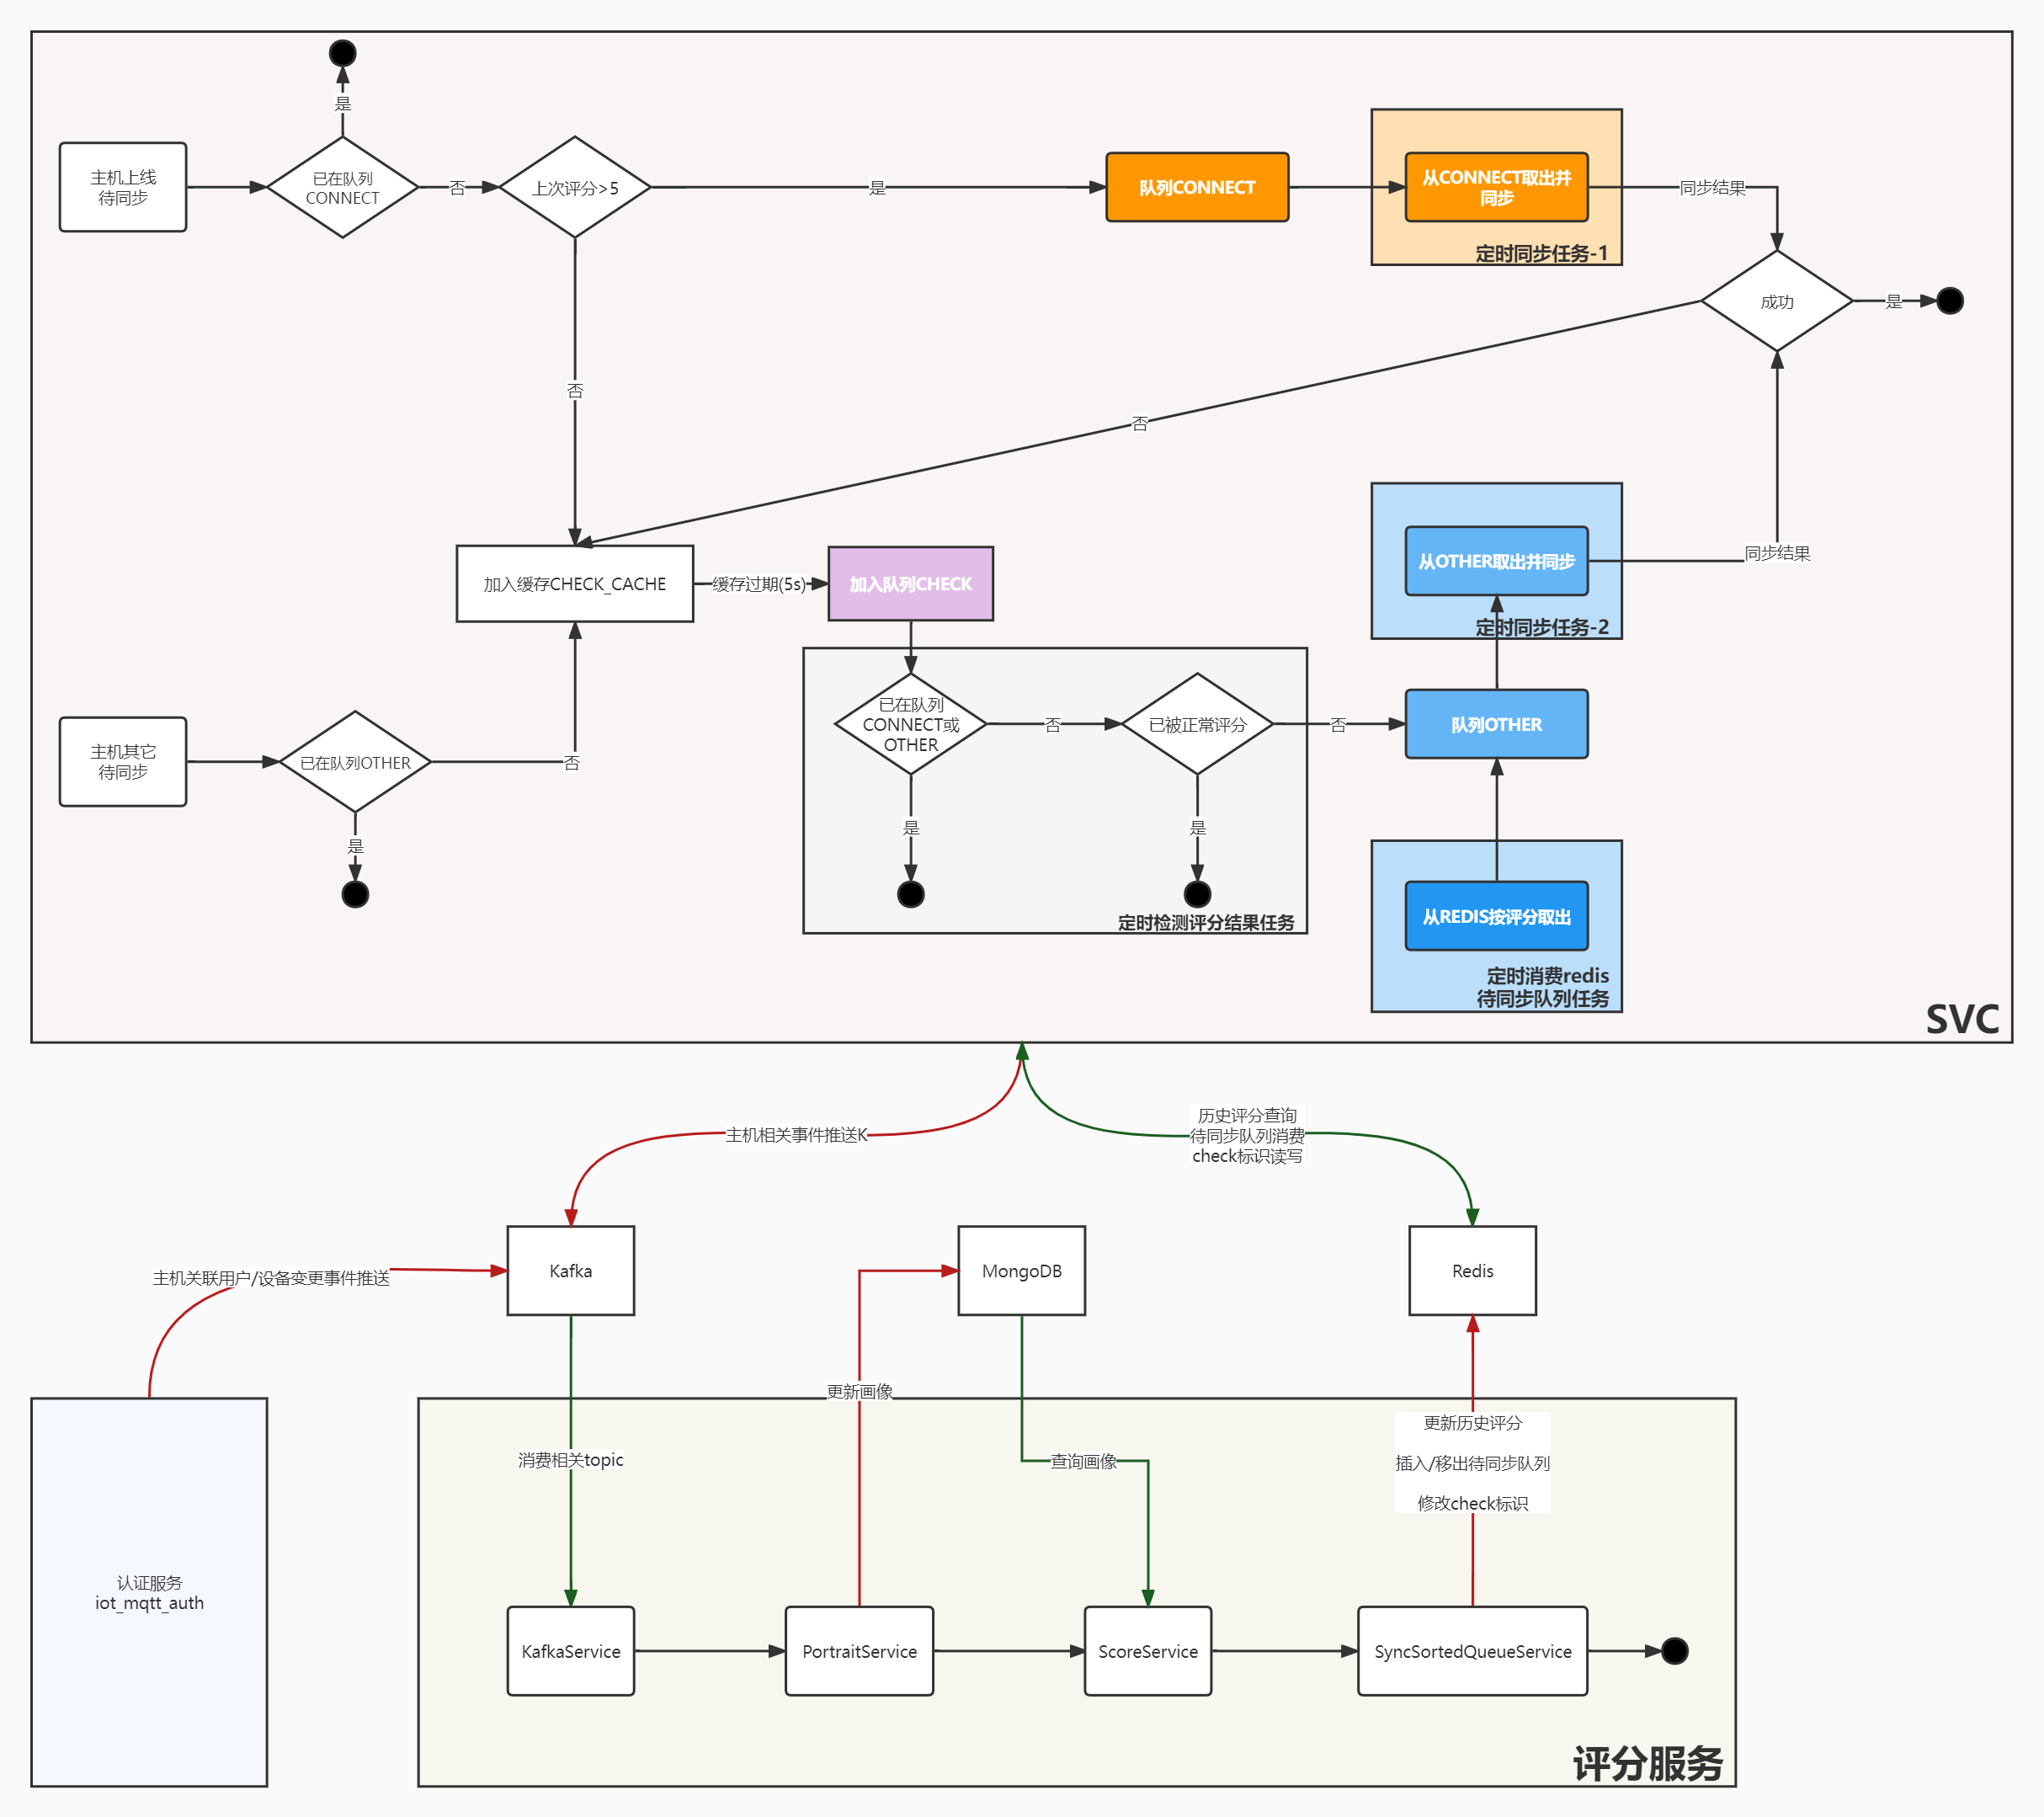 是
主机上线
待同步
已在队列
CONNECT
否
上次评分>5
是
队列CONNECT
从CONNECT取出并
同步
定时同步任务-1
同步结果
成功
是
否
否
加入缓存CHECK_CACHE
缓存过期(5s)
加入队列CHECK
从OTHER取出并同步
定时同步任务-2
同步结果
主机其它
待同步
已在队列OTHER
否
是
已在队列
CONNECT或
OTHER
否
已被正常评分
否
队列OTHER
是
是
定时检测评分结果任务
从REDIS按评分取出
定时消费redis
待同步队列任务
SVC
主机相关事件推送K
历史评分查询
待同步队列消费
check标识读写
主机关联用户/设备变更事件推送
Kafka
MongoDB
Redis
更新画像
消费相关topic
查询画像
更新历史评分
插入/移出待同步队列
修改check标识
认证服务
iot_mqtt_auth
KafkaService
PortraitService
ScoreService
SyncSortedQueueService
评分服务